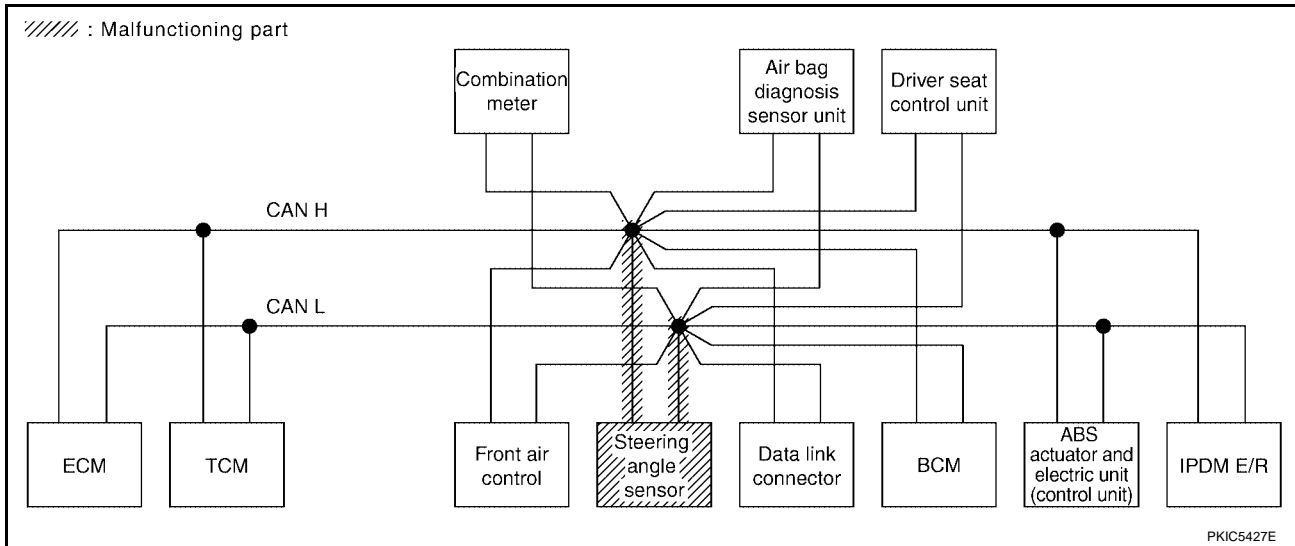 : Malfunctioning part
Combination
meter
Air bag
diagnosis
sensor unit
Driver seat
control unit
CAN H
CAN L
ECM
TCM
Front air
control
Steering
angle
sensor
Data link
connector
BCM
ABS
actuator and
electric unit
(control unit)
IPDM E/R
PKIC5427E